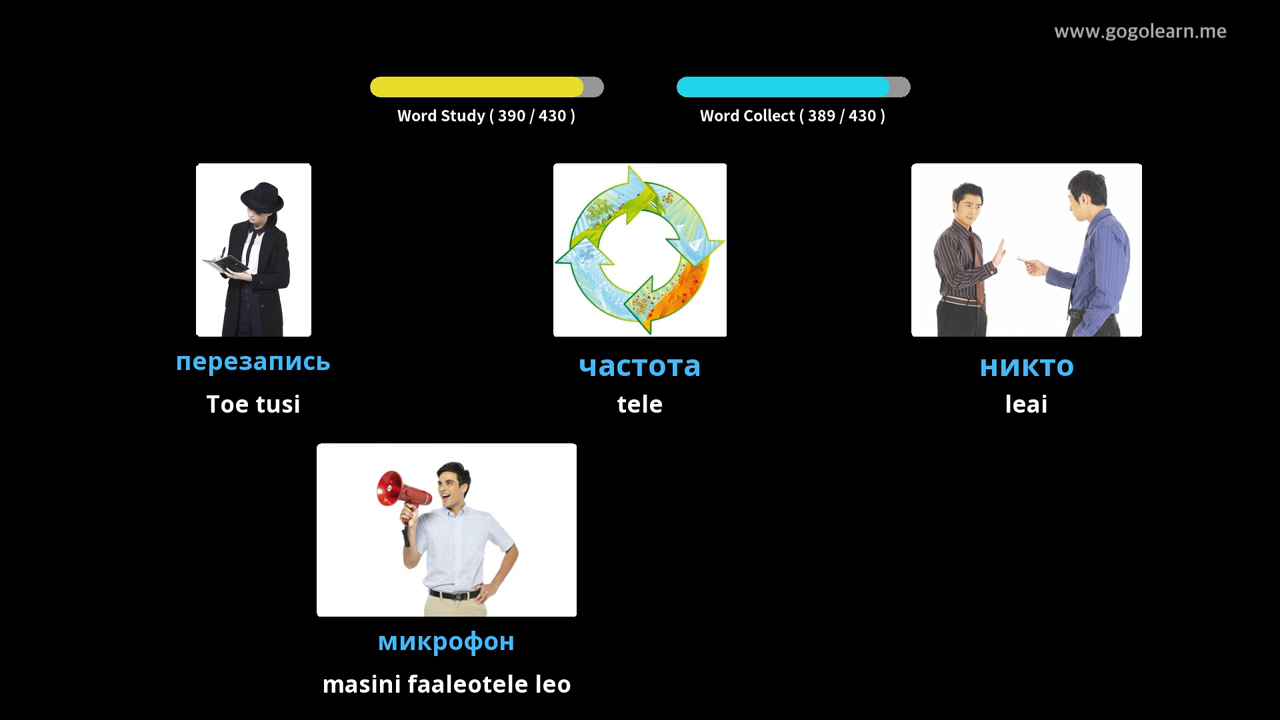 www.gogolearn.me
Word Study ( 390 / 430 )
Word Collect ( 389 / 430 )
перезапись
Toe tusi
частота
tele
никто
leai
микрофон
masini faaleotele leo